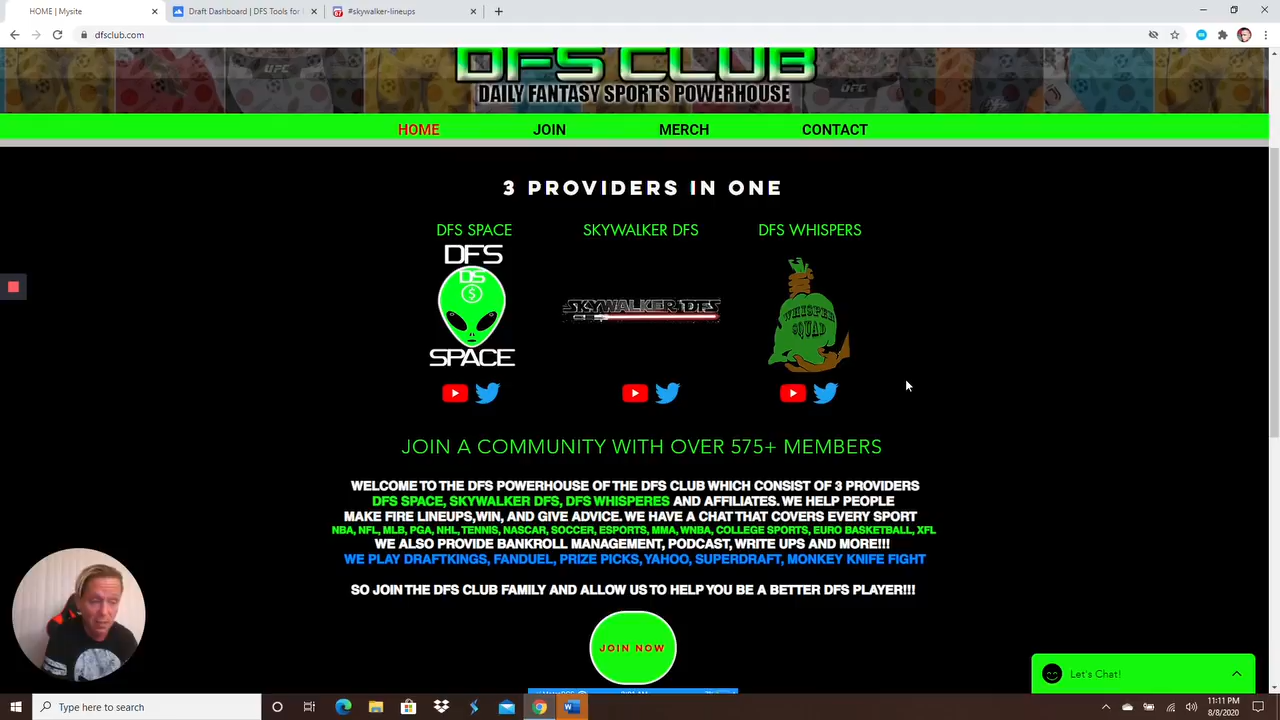 HOME | Mysite
Draft Dashboard | DFS Tools for
#skywalker-lineups
dfsclub.com
DFS CLUB
DAILY FANTASY SPORTS POWERHOUSE
UFC
UFC
HOME
JOIN
MERCH
CONTACT
3 PROVIDERS IN ONE
DFS SPACE
SKYWALKER DFS
DFS WHISPERS
DFS
DS
$
SPACE
SKYWALKER DFS
WHISPER
SQUAD
JOIN A COMMUNITY WITH OVER 575+ MEMBERS
WELCOME TO THE DFS POWERHOUSE OF THE DFS CLUB WHICH CONSIST OF 3 PROVIDERS
DFS SPACE, SKYWALKER DFS, DFS WHISPERES AND AFFILIATES. WE HELP PEOPLE
MAKE FIRE LINEUPS,WIN, AND GIVE ADVICE. WE HAVE A CHAT THAT COVERS EVERY SPORT
NBA, NFL, MLB, PGA, NHL, TENNIS, NASCAR, SOCCER, ESPORTS, MMA, WNBA, COLLEGE SPORTS, EURO BASKETBALL, XFL
WE ALSO PROVIDE BANKROLL MANAGEMENT, PODCAST, WRITE UPS AND MORE!!!
WE PLAY DRAFTKINGS, FANDUEL, PRIZE PICKS, YAHOO, SUPERDRAFT, MONKEY KNIFE FIGHT
SO JOIN THE DFS CLUB FAMILY AND ALLOW US TO HELP YOU BE A BETTER DFS PLAYER!!!
JOIN NOW
Let's Chat!
Type here to search
11:11 PM
8/8/2020